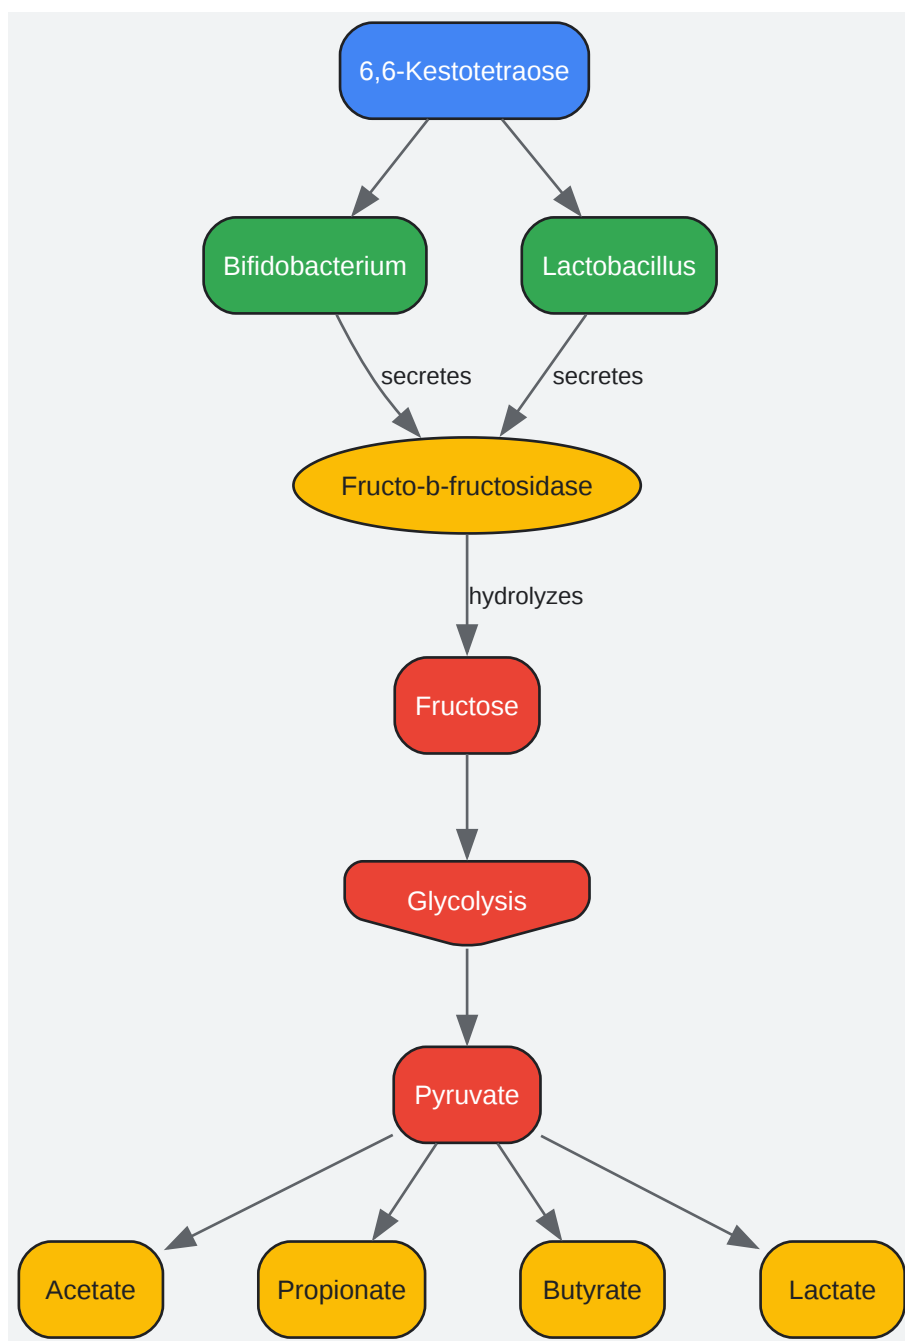 6,6-Kestotetraose
Bifidobacterium
Lactobacillus
secretes
secretes
Fructo-b-fructosidase
hydrolyzes
Fructose
Glycolysis
Pyruvate
Acetate
Propionate
Butyrate
Lactate